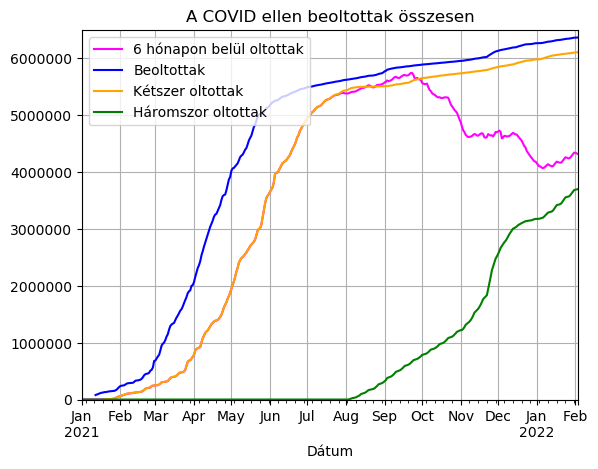 A COVID ellen beoltottak összesen
6 hónapon belül oltottak
Beoltottak
Kétszer oltottak
Háromszor oltottak
6000000
5000000
4000000
3000000
2000000
1000000
0
Jan Feb Mar Apr May Jun Jul Aug Sep Oct Nov Dec Jan Feb
2021 2022
Dátum